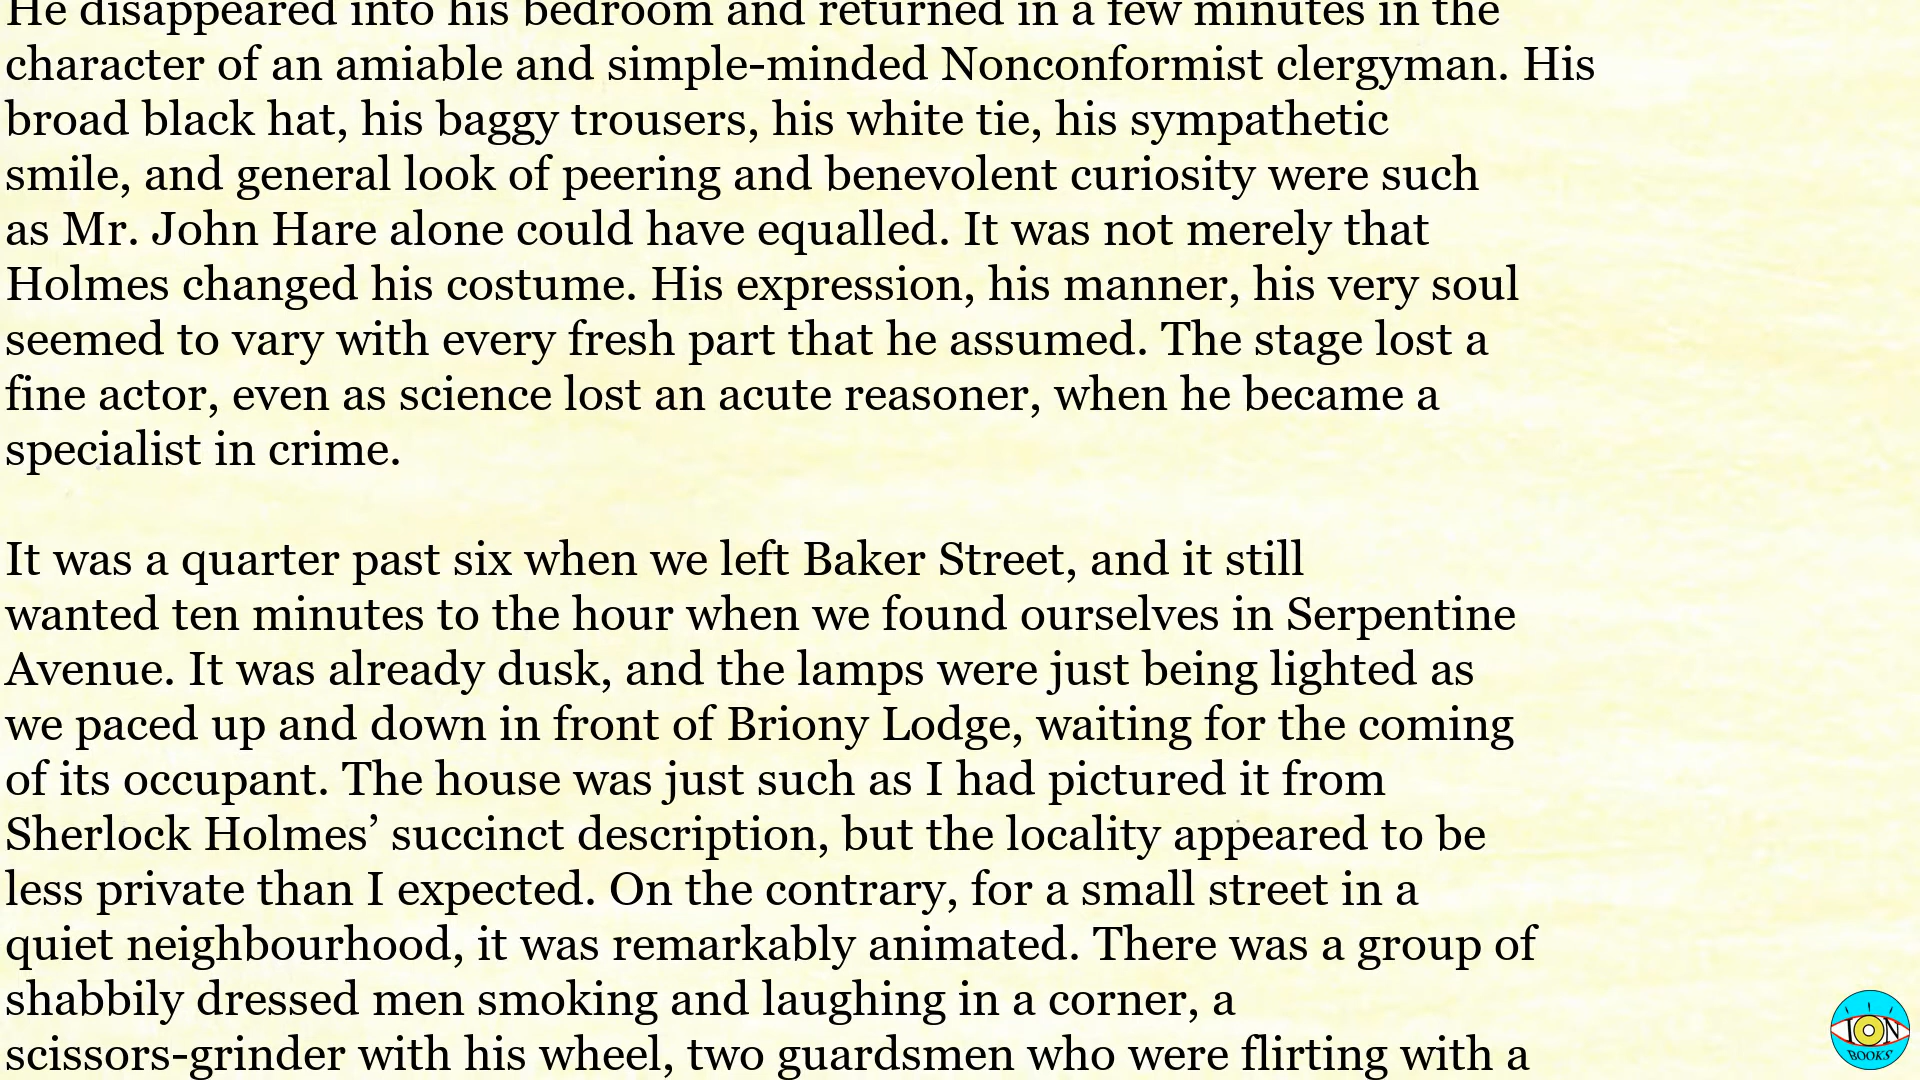 He disappeared into his bedroom and returned in a few minutes in the
character of an amiable and simple-minded Nonconformist clergyman. His
broad black hat, his baggy trousers, his white tie, his sympathetic
smile, and general look of peering and benevolent curiosity were such
as Mr. John Hare alone could have equalled. It was not merely that
Holmes changed his costume. His expression, his manner, his very soul
seemed to vary with every fresh part that he assumed. The stage lost a
fine actor, even as science lost an acute reasoner, when he became a
specialist in crime.
It was a quarter past six when we left Baker Street, and it still
wanted ten minutes to the hour when we found ourselves in Serpentine
Avenue. It was already dusk, and the lamps were just being lighted as
we paced up and down in front of Briony Lodge, waiting for the coming
of its occupant. The house was just such as I had pictured it from
Sherlock Holmes’ succinct description, but the locality appeared to be
less private than I expected. On the contrary, for a small street in a
quiet neighbourhood, it was remarkably animated. There was a group of
shabbily dressed men smoking and laughing in a corner, a
scissors-grinder with his wheel, two guardsmen who were flirting with a
ION
BOOKS